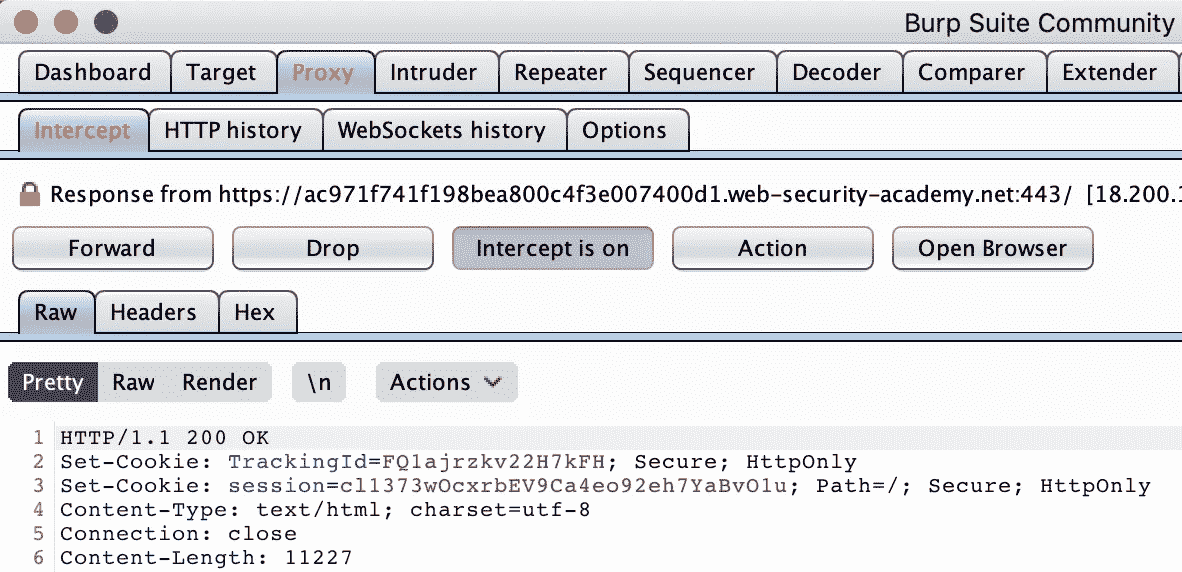 Burp Suite Community
Dashboard Target Proxy Intruder Repeater Sequencer Decoder Comparer Extender
Intercept HTTP history WebSockets history Options
Response from https://ac971f741f198bea800c4f3e007400d1.web-security-academy.net:443/ [18.200.1
Forward Drop Intercept is on Action Open Browser
Raw Headers Hex
Pretty Raw Render \n Actions
1 HTTP/1.1 200 OK
2 Set-Cookie: TrackingId=FQ1ajrzkv22H7kFH; Secure; HttpOnly
3 Set-Cookie: session=cl1373wOcxrbEV9Ca4eo92eh7YaBvO1u; Path=/; Secure; HttpOnly
4 Content-Type: text/html; charset=utf-8
5 Connection: close
6 Content-Length: 11227